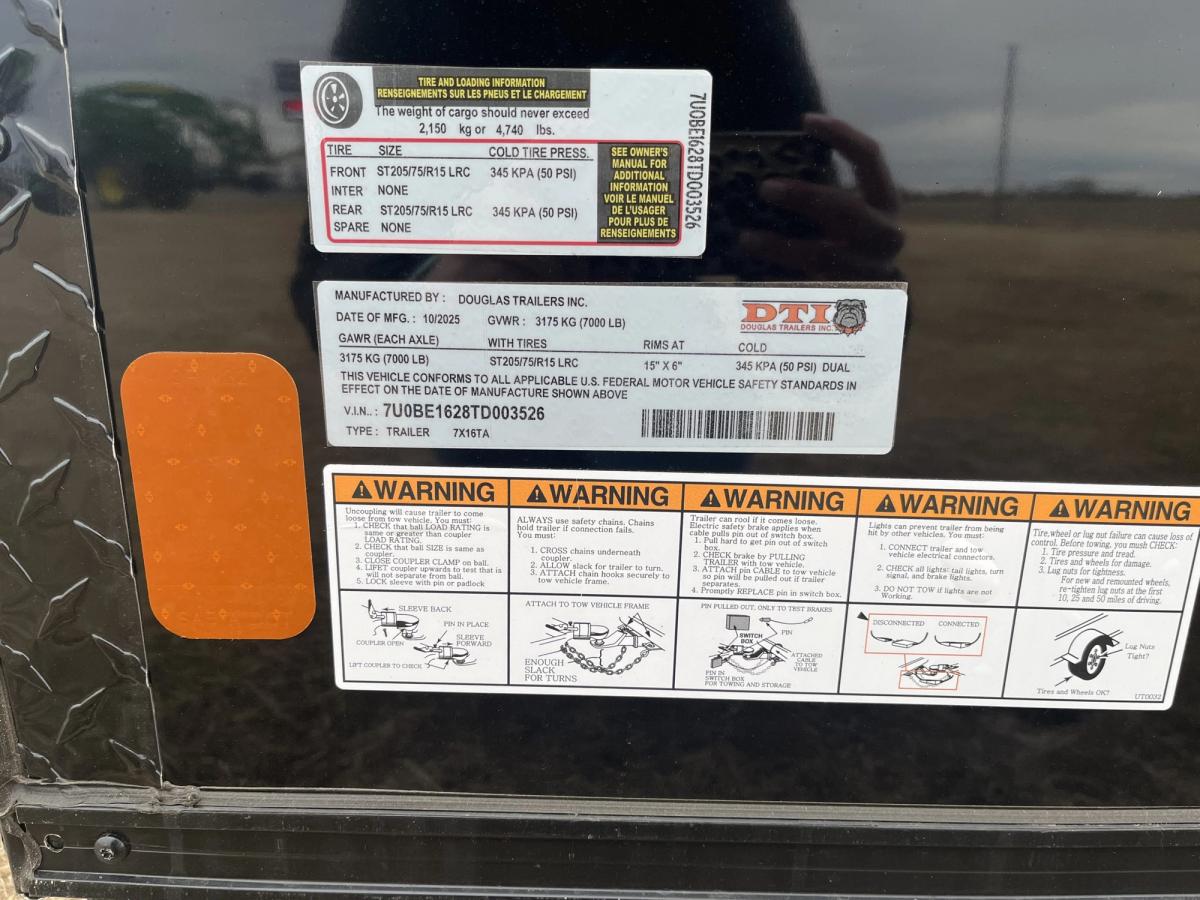 TIRE AND LOADING INFORMATION
RENSEIGNEMENTS SUR LES PNEUS ET LE CHARGEMENT
The weight of cargo should never exceed
2,150 kg or 4,740 lbs.
TIRE SIZE COLD TIRE PRESS.
FRONT ST205/75/R15 LRC 345 KPA (50 PSI)
INTER NONE
REAR ST205/75/R15 LRC 345 KPA (50 PSI)
SPARE NONE
SEE OWNER'S
MANUAL FOR
ADDITIONAL
INFORMATION
VOIR LE MANUEL
DE L'USAGER
POUR PLUS DE
RENSEIGNEMENTS
7U0BE1628TD003526
MANUFACTURED BY : DOUGLAS TRAILERS INC.
DATE OF MFG. : 10/2025 GVWR : 3175 KG (7000 LB)
DTI
DOUGLAS TRAILERS INC.
GAWR (EACH AXLE) WITH TIRES RIMS AT COLD
3175 KG (7000 LB) ST205/75/R15 LRC 15" X 6" 345 KPA (50 PSI) DUAL
THIS VEHICLE CONFORMS TO ALL APPLICABLE U.S. FEDERAL MOTOR VEHICLE SAFETY STANDARDS IN
EFFECT ON THE DATE OF MANUFACTURE SHOWN ABOVE
V.I.N.. : 7U0BE1628TD003526
TYPE : TRAILER 7X16TA
WARNING
Uncoupling will cause trailer to come
loose from tow vehicle. You must:
1. CHECK that ball LOAD RATING is
same or greater than coupler
LOAD RATING.
2. CHECK that ball SIZE is same as
coupler.
3. CLOSE COUPLER CLAMP on ball.
4. LIFET coupler upwards to test that is
will not separate from ball.
5. LOCK sleeve with pin or padlock
SLEEVE BACK
PIN IN PLACE
COUPLER OPEN
SLEEVE
FORWARD
LIFT COUPLER TO CHECK
WARNING
ALWAYS use safety chains. Chains
hold trailer if connection fails.
You must:
1. CROSS chains underneath
coupler.
2. ALLOW slack for trailer to turn.
3. ATTACH chain hooks securely to
tow vehicle frame.
ATTACH TO TOW VEHICLE FRAME
ENOUGH
SLACK
FOR TURNS
WARNING
Trailer can rool if it comes loose.
Electric safety brake applies when
cable pulls pin out of switch box.
1. Pull hard to get pin out of switch
box.
2. CHECK brake by PULLING
TRAILER with tow vehicle.
3. ATTACH pin CABLE to tow vehicle
so pin will be pulled out if trailer
separates.
4. Promptly REPLACE pin in switch box.
PIN PULLED OUT, ONLY TO TEST BRAKES
SWITCH
BOX
PIN
ATTACHED
CABLE
TO TOW
VEHICLE
PIN IN
SWITCH BOX
FOR TOWING AND STORAGE
WARNING
Lights can prevent trailer from being
hit by other vehicles. You must:
1. CONNECT trailer and tow
vehicle electrical connectors.
2. CHECK all lights: tail lights, turn
signal, and brake lights.
3. DO NOT TOW if lights are not
Working.
DISCONNECTED CONNECTED
WARNING
Tire,wheel or lug nut failure can cause loss of
control. Before towing, you mush CHECK:
1. Tire pressure and tread.
2. Tires and wheels for damage.
3. Lug nuts for tightness.
For new and remounted wheels,
re-tighten lug nuts at the first
10, 25 and 50 miles of driving.
Lug Nuts
Tight?
Tires and Wheels OK?
UT0032